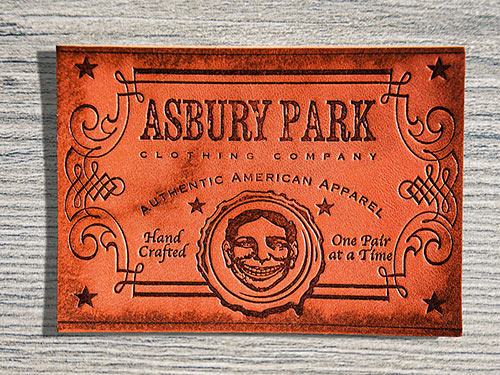 ASBURY PARK
CLOTHING COMPANY
AUTHENTIC AMERICAN APPAREL
Hand
Crafted
One Pair
at a Time